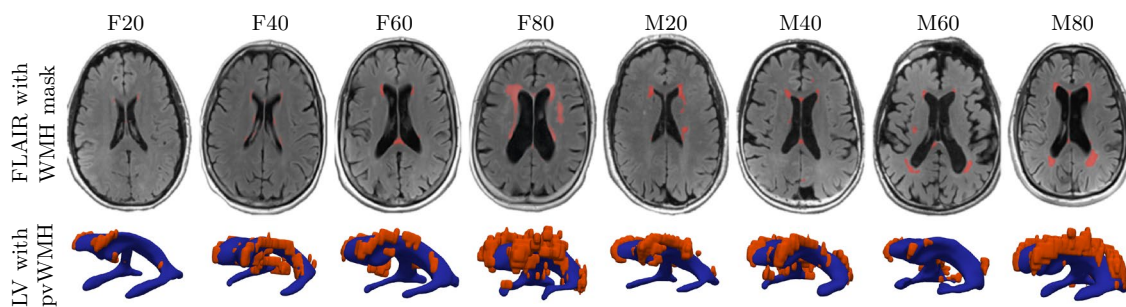 F20 F40 F60 F80 M20 M40 M60 M80
FLAIR with
WMH mask
LV with
pvWMH